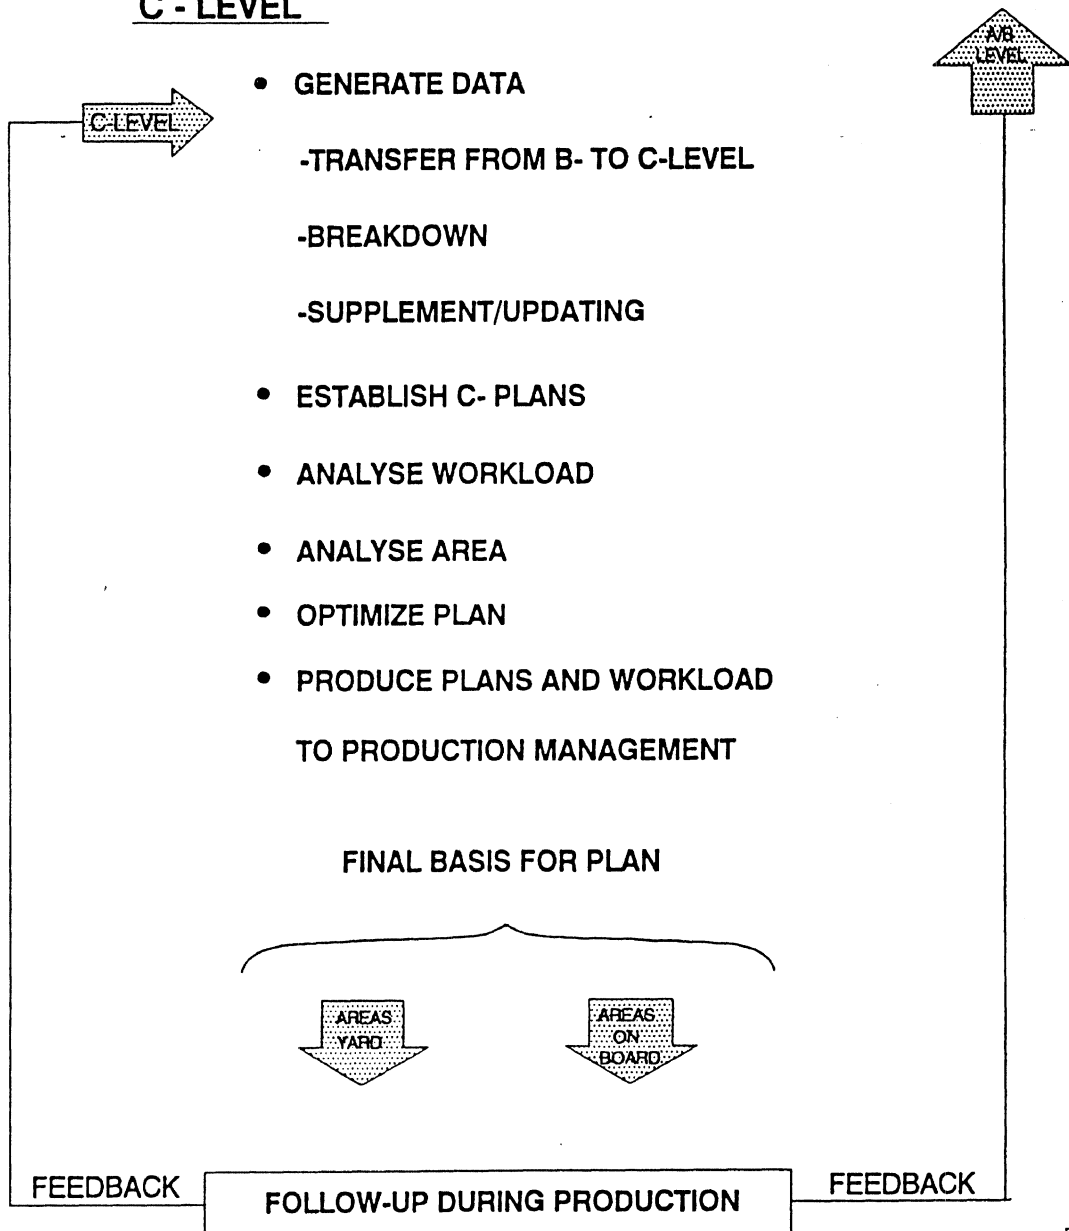 C - LEVEL
A/B
LEVEL
• GENERATE DATA
C-LEVEL
-TRANSFER FROM B- TO C-LEVEL
-BREAKDOWN
-SUPPLEMENT/UPDATING
• ESTABLISH C- PLANS
• ANALYSE WORKLOAD
• ANALYSE AREA
• OPTIMIZE PLAN
• PRODUCE PLANS AND WORKLOAD
TO PRODUCTION MANAGEMENT
FINAL BASIS FOR PLAN
AREAS
YARD
AREAS
ON
BOARD
FEEDBACK
FOLLOW-UP DURING PRODUCTION
FEEDBACK